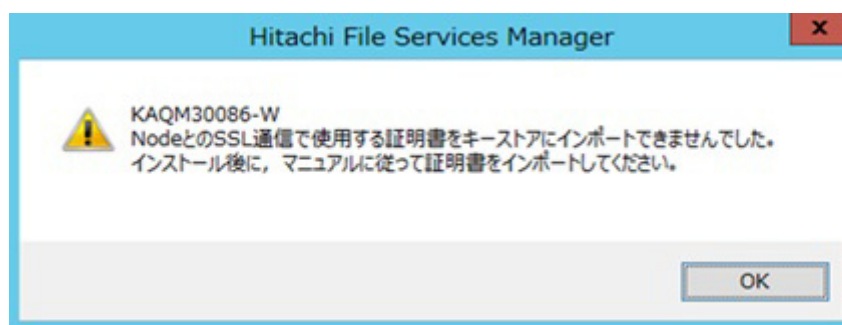 Hitachi File Services Manager
x
KAQM30086-W
NodeとのSSL通信で使用する証明書をキーストアにインポートできませんでした。
インストール後に，マニュアルに従って証明書をインポートしてください。
OK